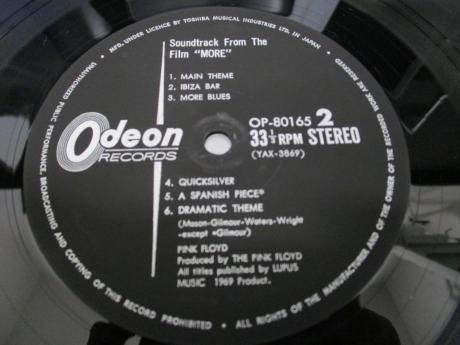 MFD. UNDER LICENCE BY TOSHIBA MUSICAL INDUSTRIES LTD. IN JAPAN
UNAUTHORIZED PUBLIC PERFORMANCE, BROADCASTING AND COPYING OF THIS RECORD PROHIBITED
ALL RIGHTS OF THE MANUFACTURER AND OF THE OWNER OF THE RECORDED WORK ARE RESERVED
Soundtrack From The
Film "MORE"
1. MAIN THEME
2. IBIZA BAR
3. MORE BLUES
Odeon
RECORDS
OP-80165 2
33 1/3 RPM STEREO
(YAX-3869)
4. QUICKSILVER
5. A SPANISH PIECE*
6. DRAMATIC THEME
(Mason-Gilmour-Waters-Wright
-except *Gilmour)
PINK FLOYD
Produced by THE PINK FLOYD
All titles published by LUPUS
MUSIC 1969 Product.